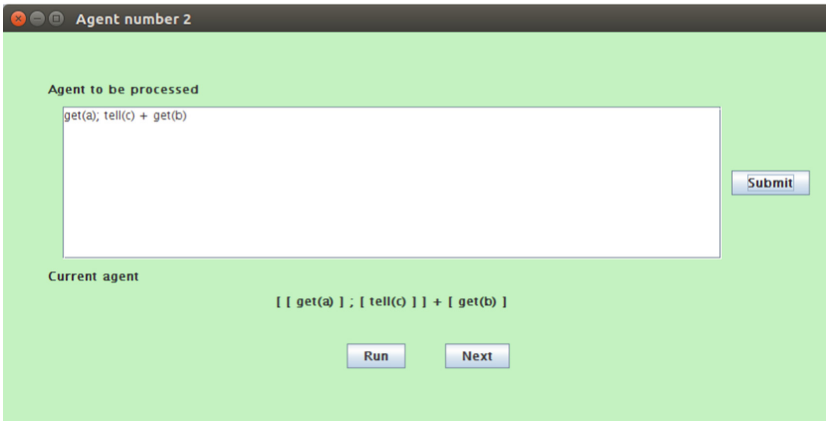 Agent number 2
Agent to be processed
get(a); tell(c) + get(b)
Submit
Current agent
[ [ get(a) ] ; [ tell(c) ] ] + [ get(b) ]
Run Next